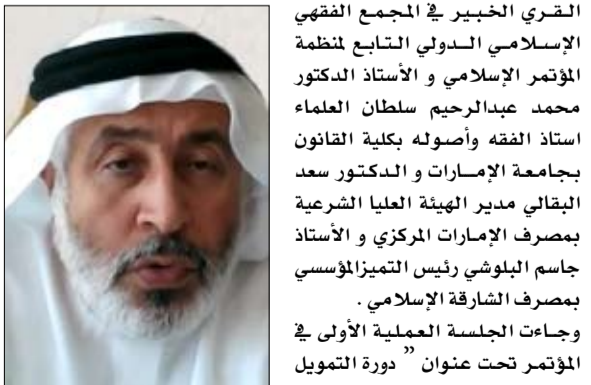 القري الخبير في المجمع الفقهي
الإسلامي الدولي التابع لمنظمة
المؤتمر الإسلامي و الأستاذ الدكتور
محمد عبدالرحيم سلطان العلماء
استاذ الفقه وأصوله بكلية القانون
بجامعة الإمارات و الدكتور سعد
البقالي مدير الهيئة العليا الشرعية
بمصرف الإمارات المركزي و الأستاذ
جاسم البلوشي رئيس التميزالمؤسسي
بمصرف الشارقة الإسلامي .
وجاءت الجلسة العملية الأولى في
المؤتمر تحت عنوان ” دورة التمويل